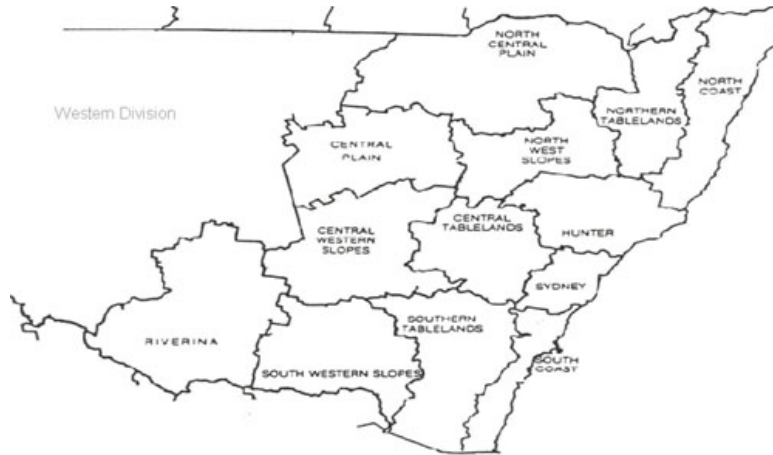 NORTH
CENTRAL
PLAIN
NORTH
COAST
Western Division
NORTHERN
TABLELANDS
CENTRAL
PLAIN
NORTH
WEST
SLOPES
CENTRAL
WESTERN
SLOPES
CENTRAL
TABLELANDS
HUNTER
SYDNEY
SOUTHERN
TABLELANDS
RIVERINA
SOUTH
COAST
SOUTH WESTERN SLOPES